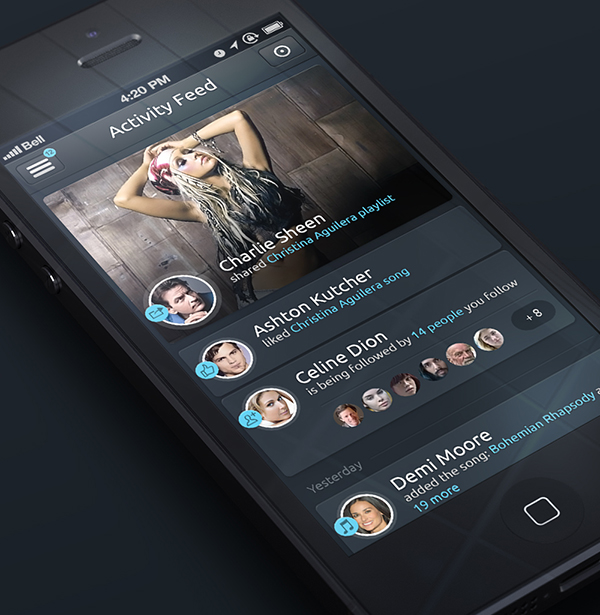 Bell
4:20 PM
Activity Feed
Charlie Sheen
shared Christina Aguilera playlist
Ashton Kutcher
liked Christina Aguilera song
Celine Dion
is being followed by 14 people you follow
+8
Yesterday
Demi Moore
added the song: Bohemian Rhapsody
19 more